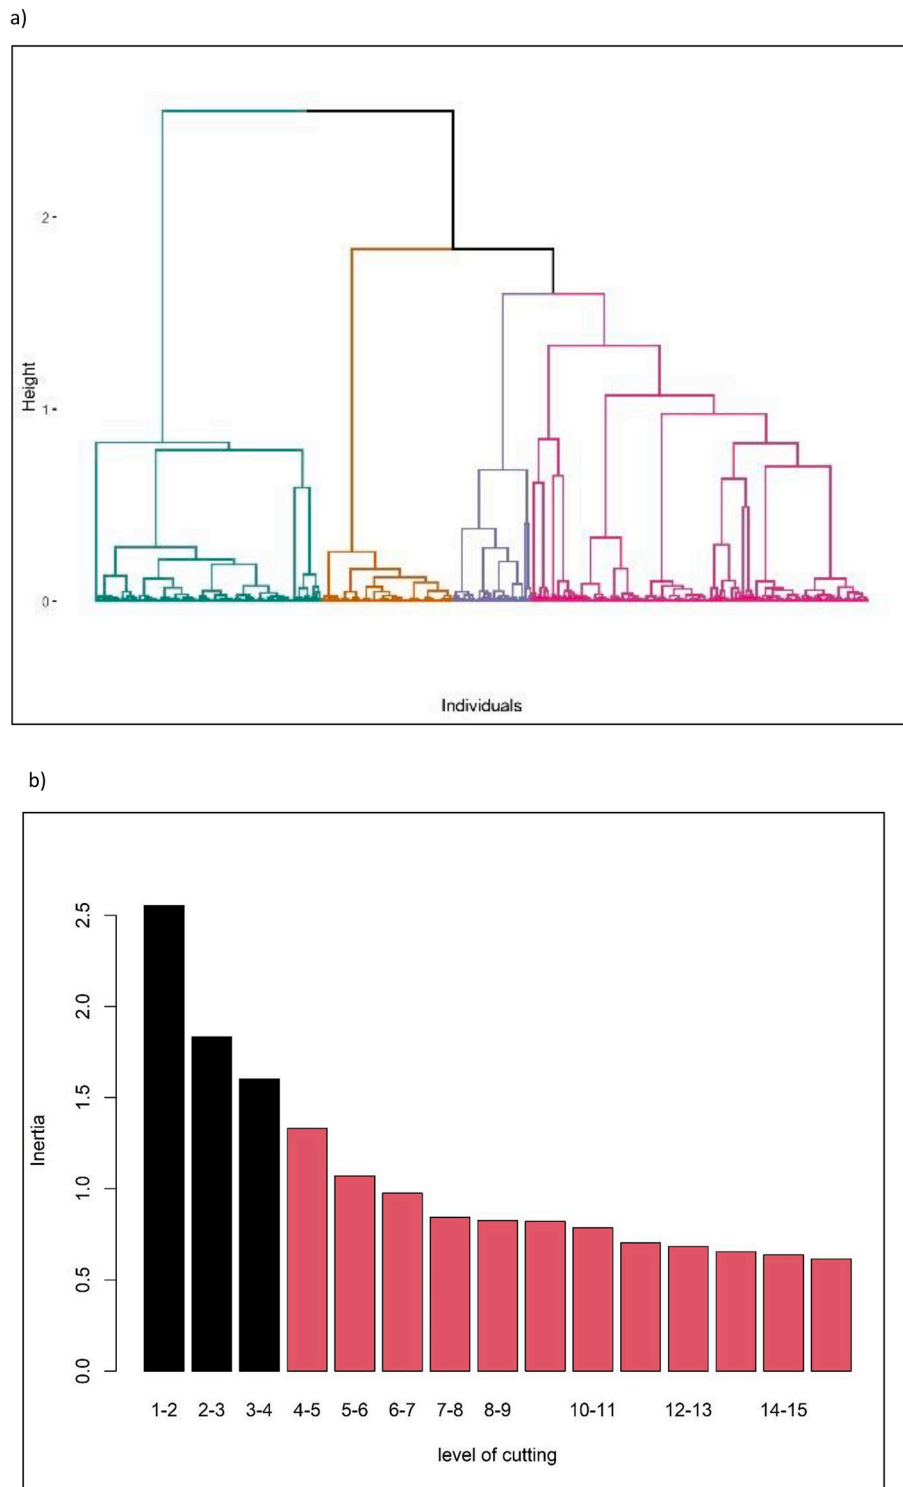 a)
2-
Height
1-
0-
Individuals
b)
2.5
2.0
1.5
Inertia
1.0
0.5
0.0
1-2 2-3 3-4 4-5 5-6 6-7 7-8 8-9 10-11 12-13 14-15
level of cutting